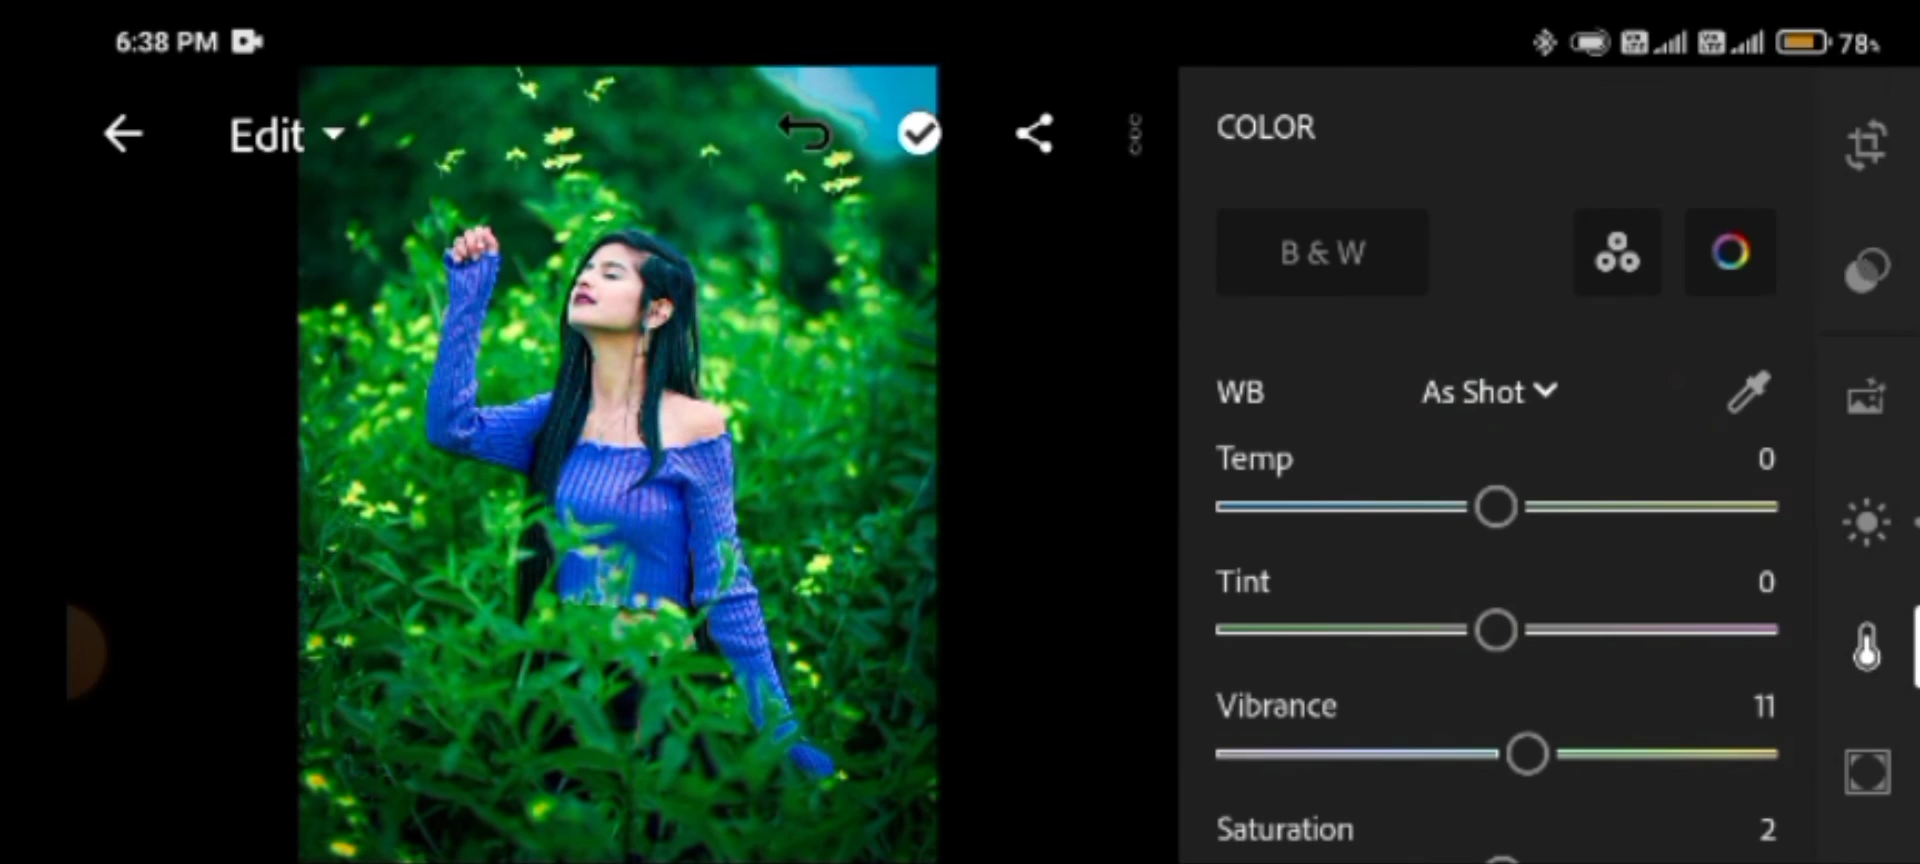 6:38 PM
78%
Edit
COLOR
B & W
WB
As Shot
Temp
0
Tint
0
Vibrance
11
Saturation
2